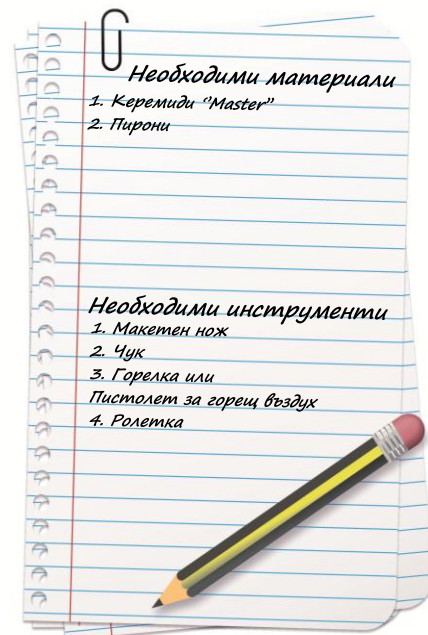 Необходими материали
1. Керемиди “Master”
2. Пирони
Необходими инструменти
1. Макетен нож
2. Чук
3. Горелка или
Пистолет за горещ въздух
4. Ролетка